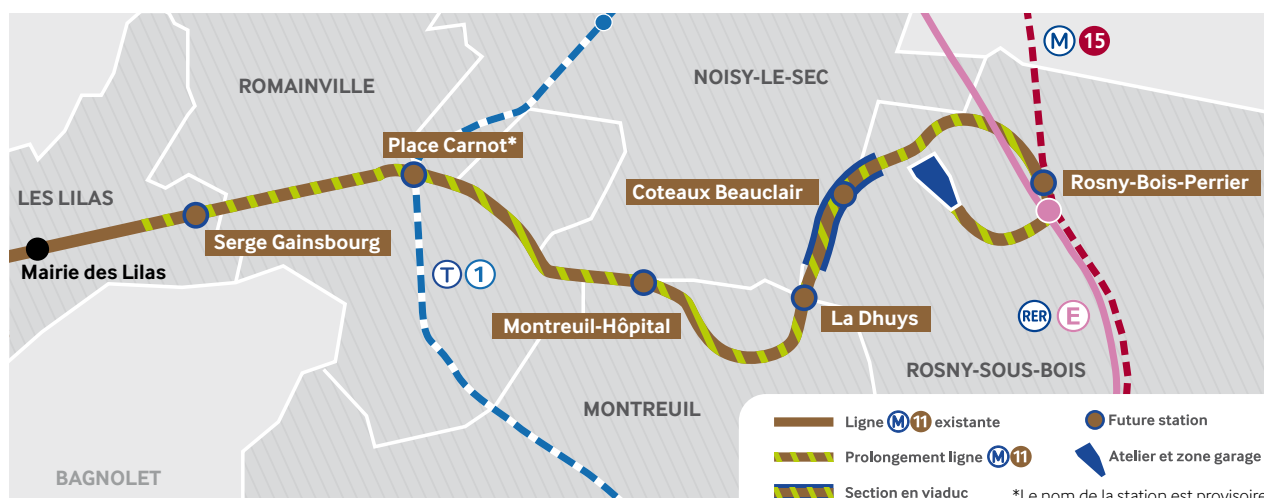 M 15
ROMAINVILLE
NOISY-LE-SEC
Place Carnot*
LES LILAS
Coteaux Beauclair
Rosny-Bois-Perrier
Serge Gainsbourg
Mairie des Lilas
T 1
Montreuil-Hôpital
La Dhuys
RER E
ROSNY-SOUS-BOIS
MONTREUIL
BAGNOLET
Ligne M 11 existante
Future station
Prolongement ligne M 11
Atelier et zone garage
Section en viaduc
*Le nom de la station est provisoire